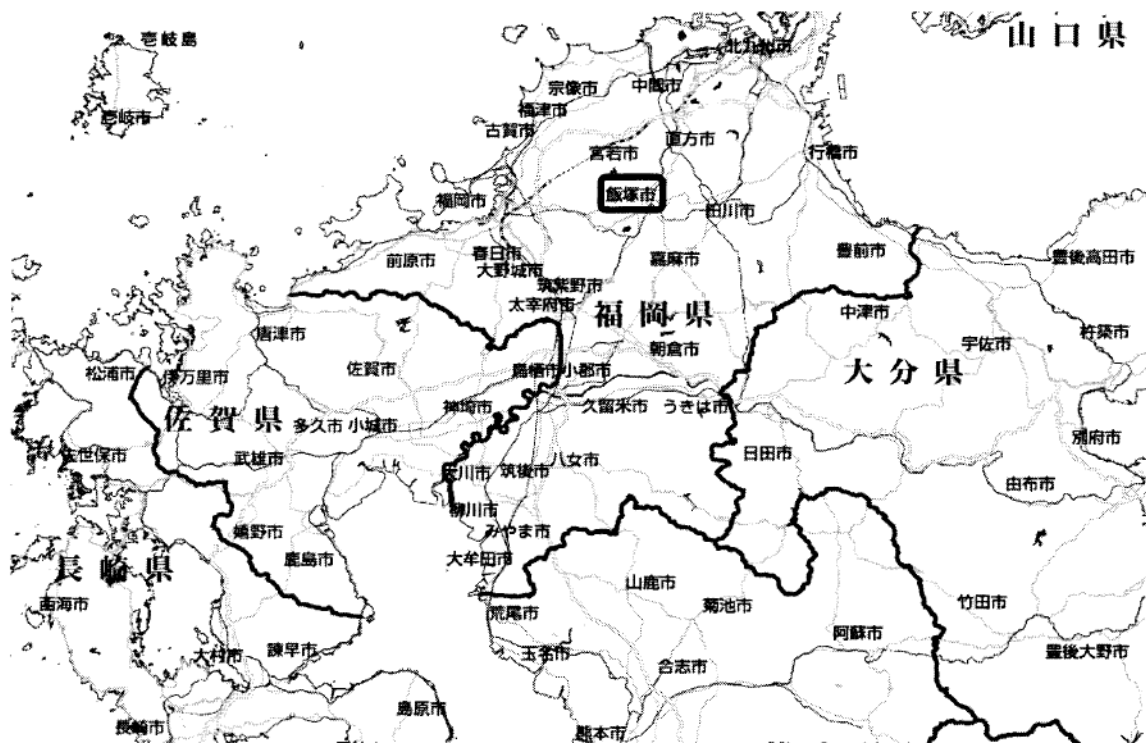 山口県
壱岐島
北九州市
宗像市
中間市
福津市
壱岐市
古賀市
直方市
宮若市
行橋市
飯塚市
福岡市
田川市
春日市
前原市
嘉麻市
豊前市
大野城市
豊後高田市
筑紫野市
太宰府市
福岡県
中津市
唐津市
杵築市
宇佐市
朝倉市
佐賀市
鳥栖市
小郡市
大分県
松浦市
伊万里市
神埼市
久留米市
うきは市
佐賀県
多久市
小城市
別府市
佐世保市
武雄市
日田市
八女市
大川市
筑後市
由布市
柳川市
嬉野市
みやま市
鹿島市
大牟田市
長崎県
山鹿市
西海市
荒尾市
菊池市
竹田市
阿蘇市
大村市
諫早市
玉名市
豊後大野市
合志市
島原市
長崎市
熊本市